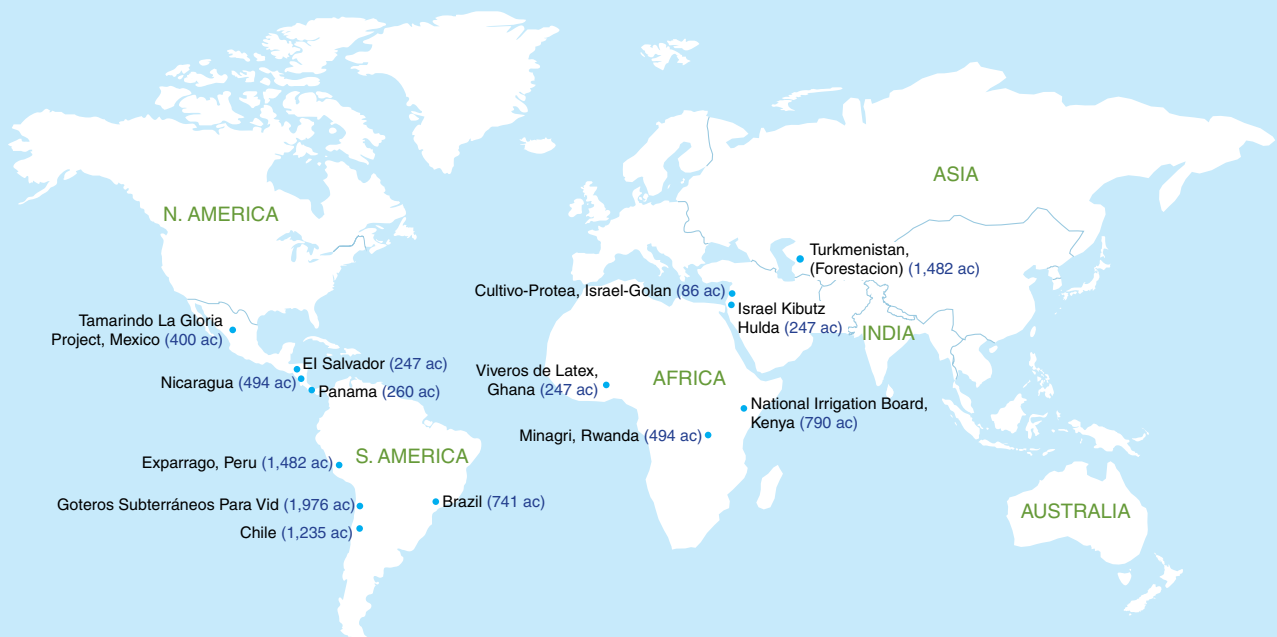 ASIA
N. AMERICA
Turkmenistan,
(Forestacion) (1,482 ac)
Cultivo-Protea, Israel-Golan (86 ac)
Israel Kibutz
Hulda (247 ac)
INDIA
Tamarindo La Gloria
Project, Mexico (400 ac)
El Salvador (247 ac)
Nicaragua (494 ac)
Panama (260 ac)
Viveros de Latex,
Ghana (247 ac)
AFRICA
National Irrigation Board,
Kenya (790 ac)
Minagri, Rwanda (494 ac)
Exparrago, Peru (1,482 ac)
S. AMERICA
Goteros Subterráneos Para Vid (1,976 ac)
Brazil (741 ac)
Chile (1,235 ac)
AUSTRALIA